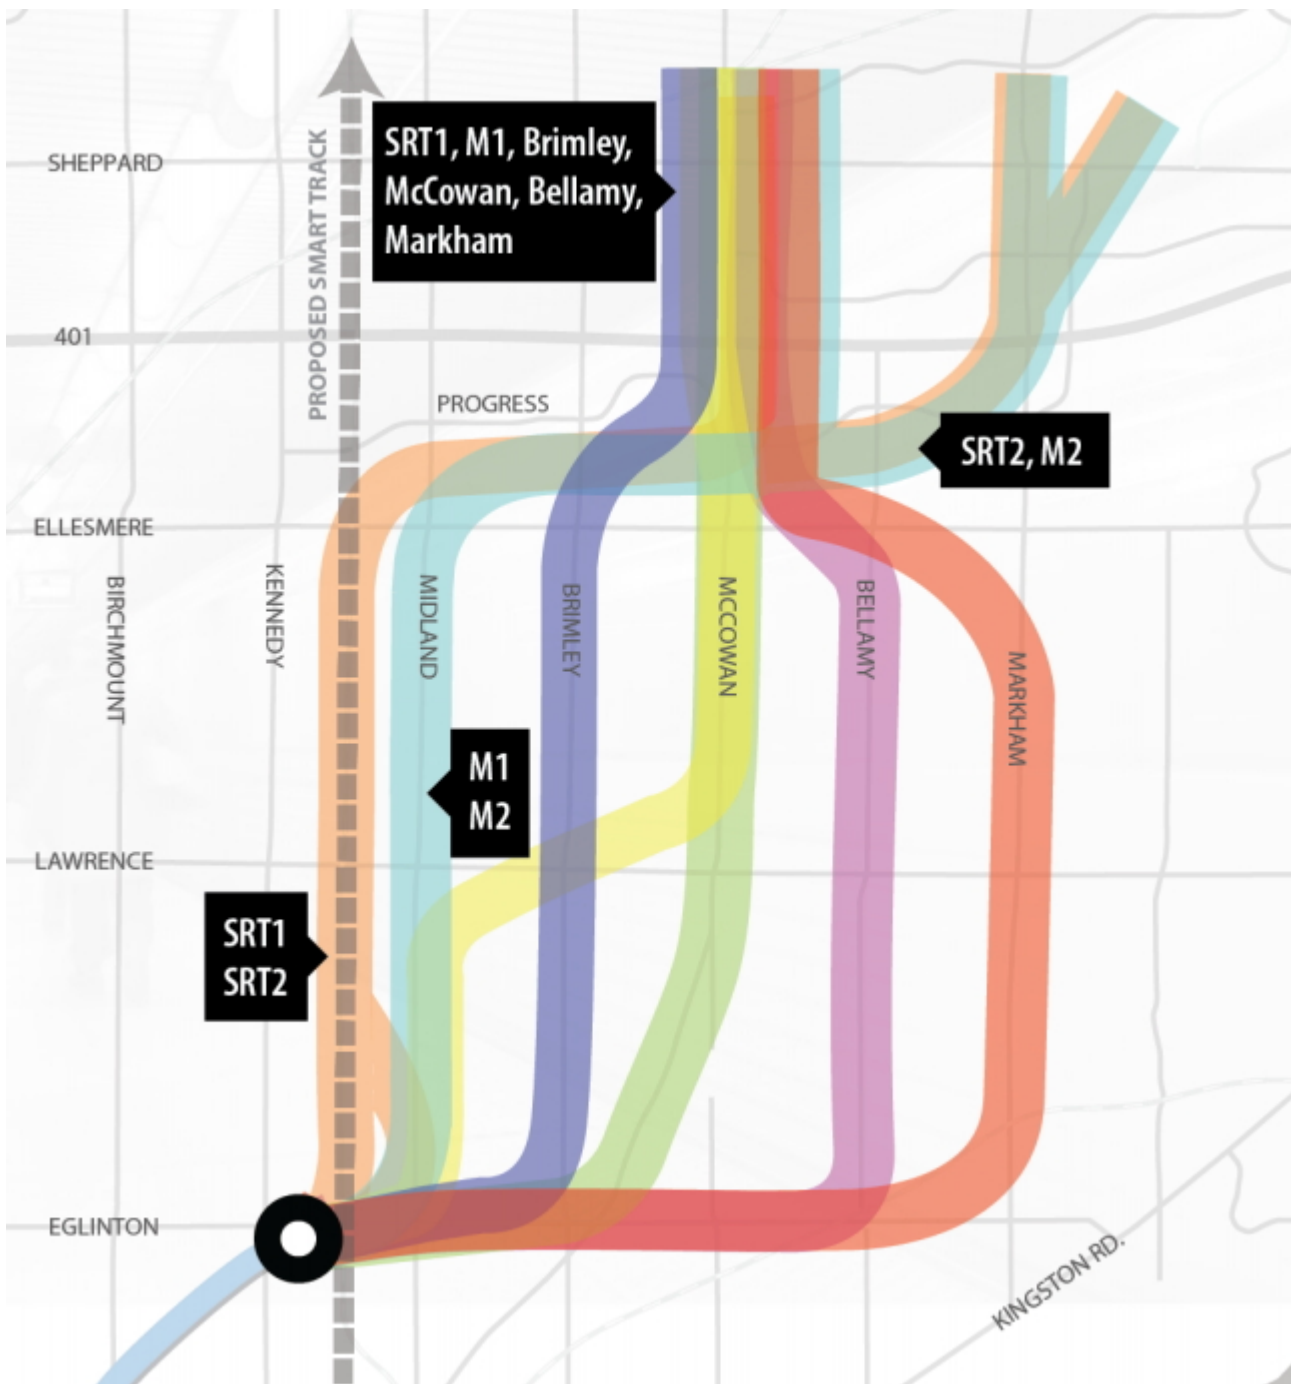 SRT1, M1, Brimley,
McCowan, Bellamy,
Markham
SHEPPARD
PROPOSED SMART TRACK
401
PROGRESS
SRT2, M2
ELLESMERE
BIRCHMOUNT
KENNEDY
MIDLAND
BRIMLEY
MCCOWAN
BELLAMY
MARKHAM
M1
M2
LAWRENCE
SRT1
SRT2
EGLINTON
KINGSTON RD.